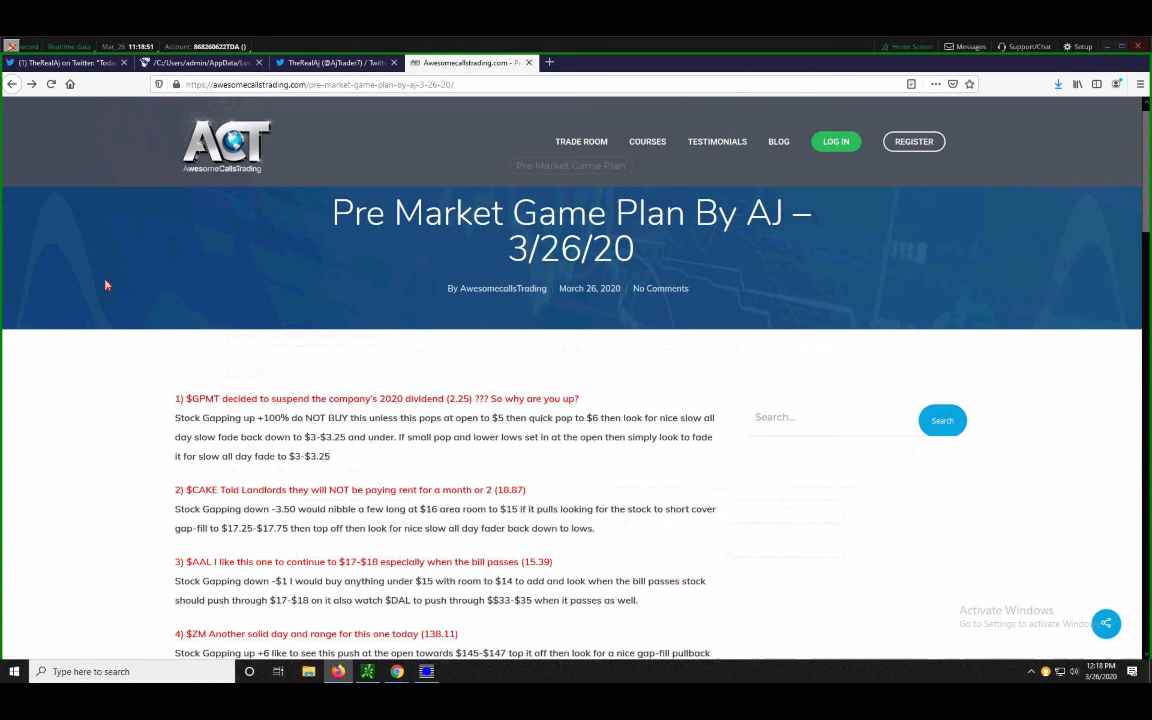 Realtime data Mar, 26 11:18:51 Account: 868260622TDA () Home Screen Messages Support/Chat Setup
(1) TheRealAj on Twitter: "Toda /C:/Users/admin/AppData/Loc TheRealAj (@AjTrader7) / Twitte Awesomecallstrading.com - Pr
https://awesomecallstrading.com/pre-market-game-plan-by-aj-3-26-20/
ACT
AwesomeCallsTrading
TRADE ROOM COURSES TESTIMONIALS BLOG LOG IN REGISTER
Pre Market Game Plan
Pre Market Game Plan By AJ –
3/26/20
By AwesomecallsTrading March 26, 2020 No Comments
1) $GPMT decided to suspend the company's 2020 dividend (2.25) ??? So why are you up?
Stock Gapping up +100% do NOT BUY this unless this pops at open to $5 then quick pop to $6 then look for nice slow all
day slow fade back down to $3-$3.25 and under. If small pop and lower lows set in at the open then simply look to fade
it for slow all day fade to $3-$3.25
Search...
Search
2) $CAKE Told Landlords they will NOT be paying rent for a month or 2 (18.87)
Stock Gapping down -3.50 would nibble a few long at $16 area room to $15 if it pulls looking for the stock to short cover
gap-fill to $17.25-$17.75 then top off then look for nice slow all day fader back down to lows.
3) $AAL I like this one to continue to $17-$18 especially when the bill passes (15.39)
Stock Gapping down -$1 I would buy anything under $15 with room to $14 to add and look when the bill passes stock
should push through $17-$18 on it also watch $DAL to push through $$33-$35 when it passes as well.
4) $ZM Another solid day and range for this one today (138.11)
Stock Gapping up +6 like to see this push at the open towards $145-$147 top it off then look for a nice gap-fill pullback
Activate Windows
Go to Settings to activate Windows
Type here to search
12:18 PM
3/26/2020